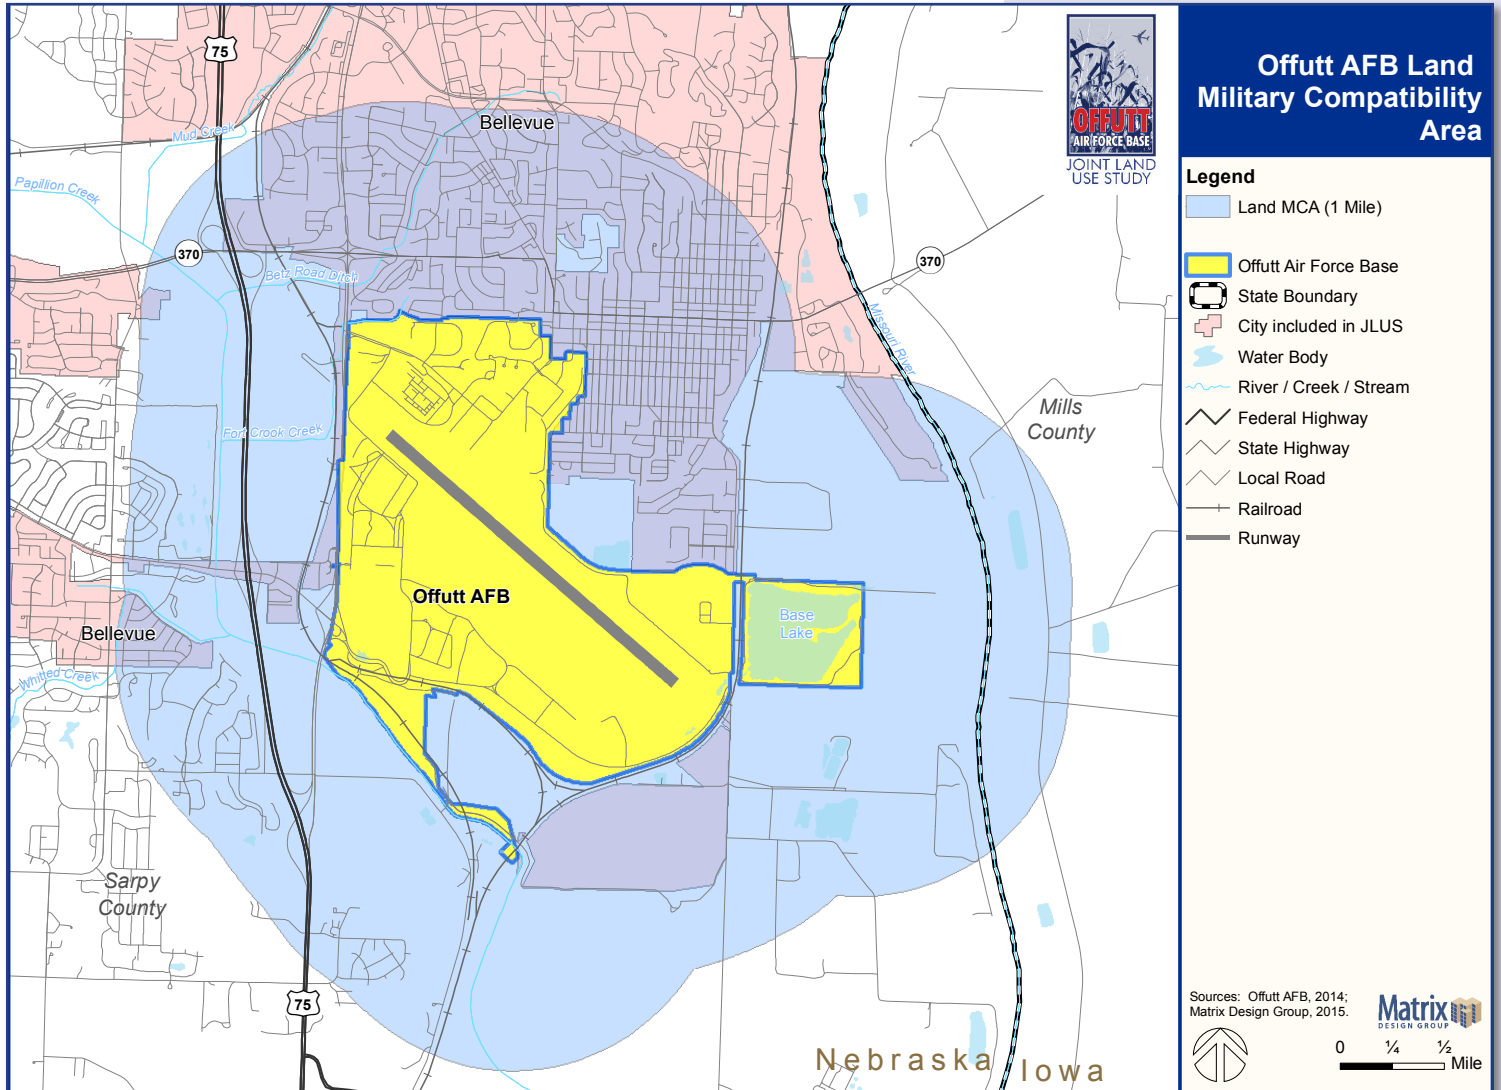 Offutt AFB Land
Military Compatibility
Area
Legend
Land MCA (1 Mile)
Offutt Air Force Base
State Boundary
City included in JLUS
Water Body
River / Creek / Stream
Federal Highway
State Highway
Local Road
Railroad
Runway
Sources: Offutt AFB, 2014;
Matrix Design Group, 2015.
Matrix
DESIGN GROUP
0 ¼ ½
Mile
OFFUTT
AIR FORCE BASE
JOINT LAND
USE STUDY
75
Bellevue
Mud Creek
Papillion Creek
370
370
Betz Road Ditch
Missouri River
Mills
County
Fort Crook Creek
Offutt AFB
Base
Lake
Bellevue
Whitted Creek
Sarpy
County
75
Nebraska
Iowa